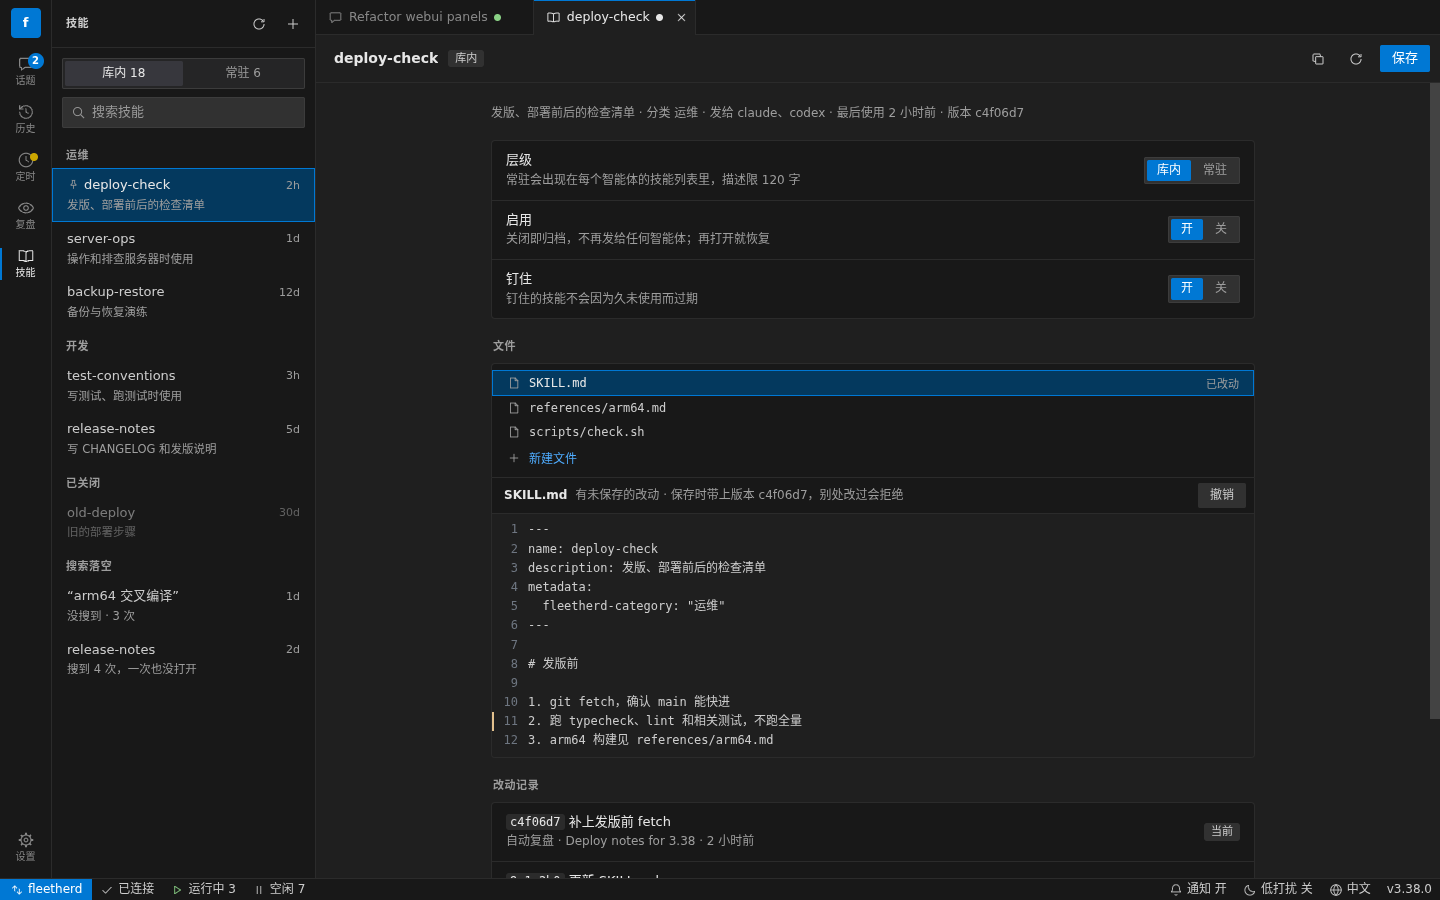 f
2
话题
历史
定时
复盘
技能
设置
技能
库内 18
常驻 6
搜索技能
运维
deploy-check
2h
发版、部署前后的检查清单
server-ops
1d
操作和排查服务器时使用
backup-restore
12d
备份与恢复演练
开发
test-conventions
3h
写测试、跑测试时使用
release-notes
5d
写 CHANGELOG 和发版说明
已关闭
old-deploy
30d
旧的部署步骤
搜索落空
“arm64 交叉编译”
1d
没搜到 · 3 次
release-notes
2d
搜到 4 次，一次也没打开
Refactor webui panels
deploy-check
deploy-check
库内
保存
发版、部署前后的检查清单 · 分类 运维 · 发给 claude、codex · 最后使用 2 小时前 · 版本 c4f06d7
层级
常驻会出现在每个智能体的技能列表里，描述限 120 字
库内
常驻
启用
关闭即归档，不再发给任何智能体；再打开就恢复
开
关
钉住
钉住的技能不会因为久未使用而过期
开
关
文件
SKILL.md
已改动
references/arm64.md
scripts/check.sh
新建文件
SKILL.md 有未保存的改动 · 保存时带上版本 c4f06d7，别处改过会拒绝
撤销
1 ---
2 name: deploy-check
3 description: 发版、部署前后的检查清单
4 metadata:
5   fleetherd-category: "运维"
6 ---
7
8 # 发版前
9
10 1. git fetch，确认 main 能快进
11 2. 跑 typecheck、lint 和相关测试，不跑全量
12 3. arm64 构建见 references/arm64.md
改动记录
c4f06d7 补上发版前 fetch
自动复盘 · Deploy notes for 3.38 · 2 小时前
当前
fleetherd
已连接
运行中 3
空闲 7
通知 开
低打扰 关
中文
v3.38.0